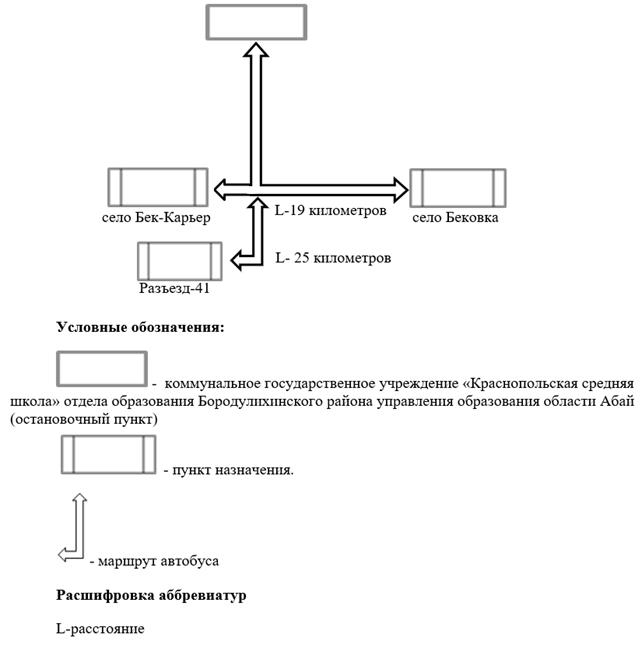 село Бек-Карьер
L-19 километров
село Бековка
L- 25 километров
Разъезд-41
Условные обозначения:
- коммунальное государственное учреждение «Краснопольская средняя
школа» отдела образования Бородулихинского района управления образования области Абай
(остановочный пункт)
- пункт назначения.
- маршрут автобуса
Расшифровка аббревиатур
L-расстояние